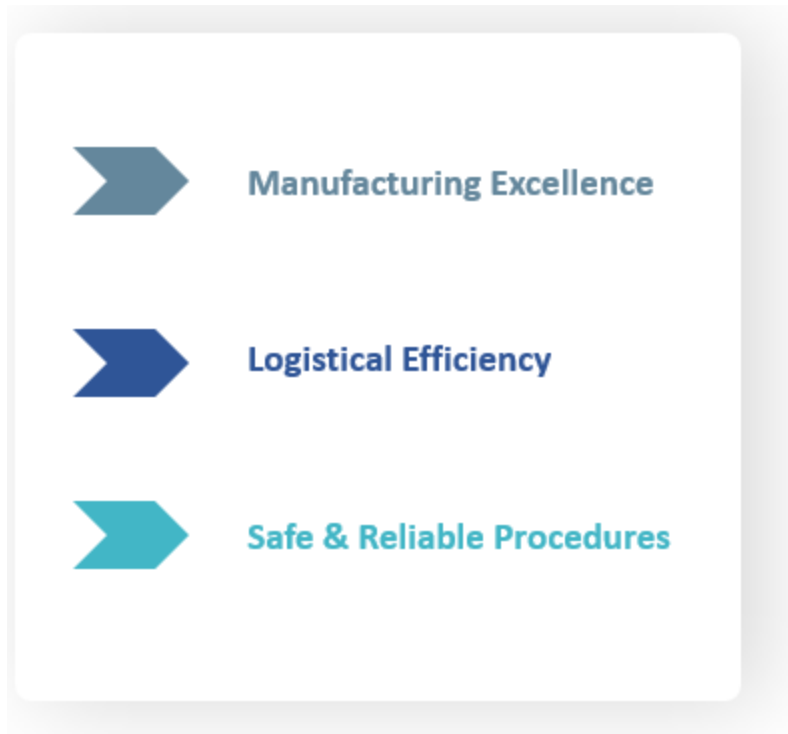 Manufacturing Excellence
Logistical Efficiency
Safe & Reliable Procedures